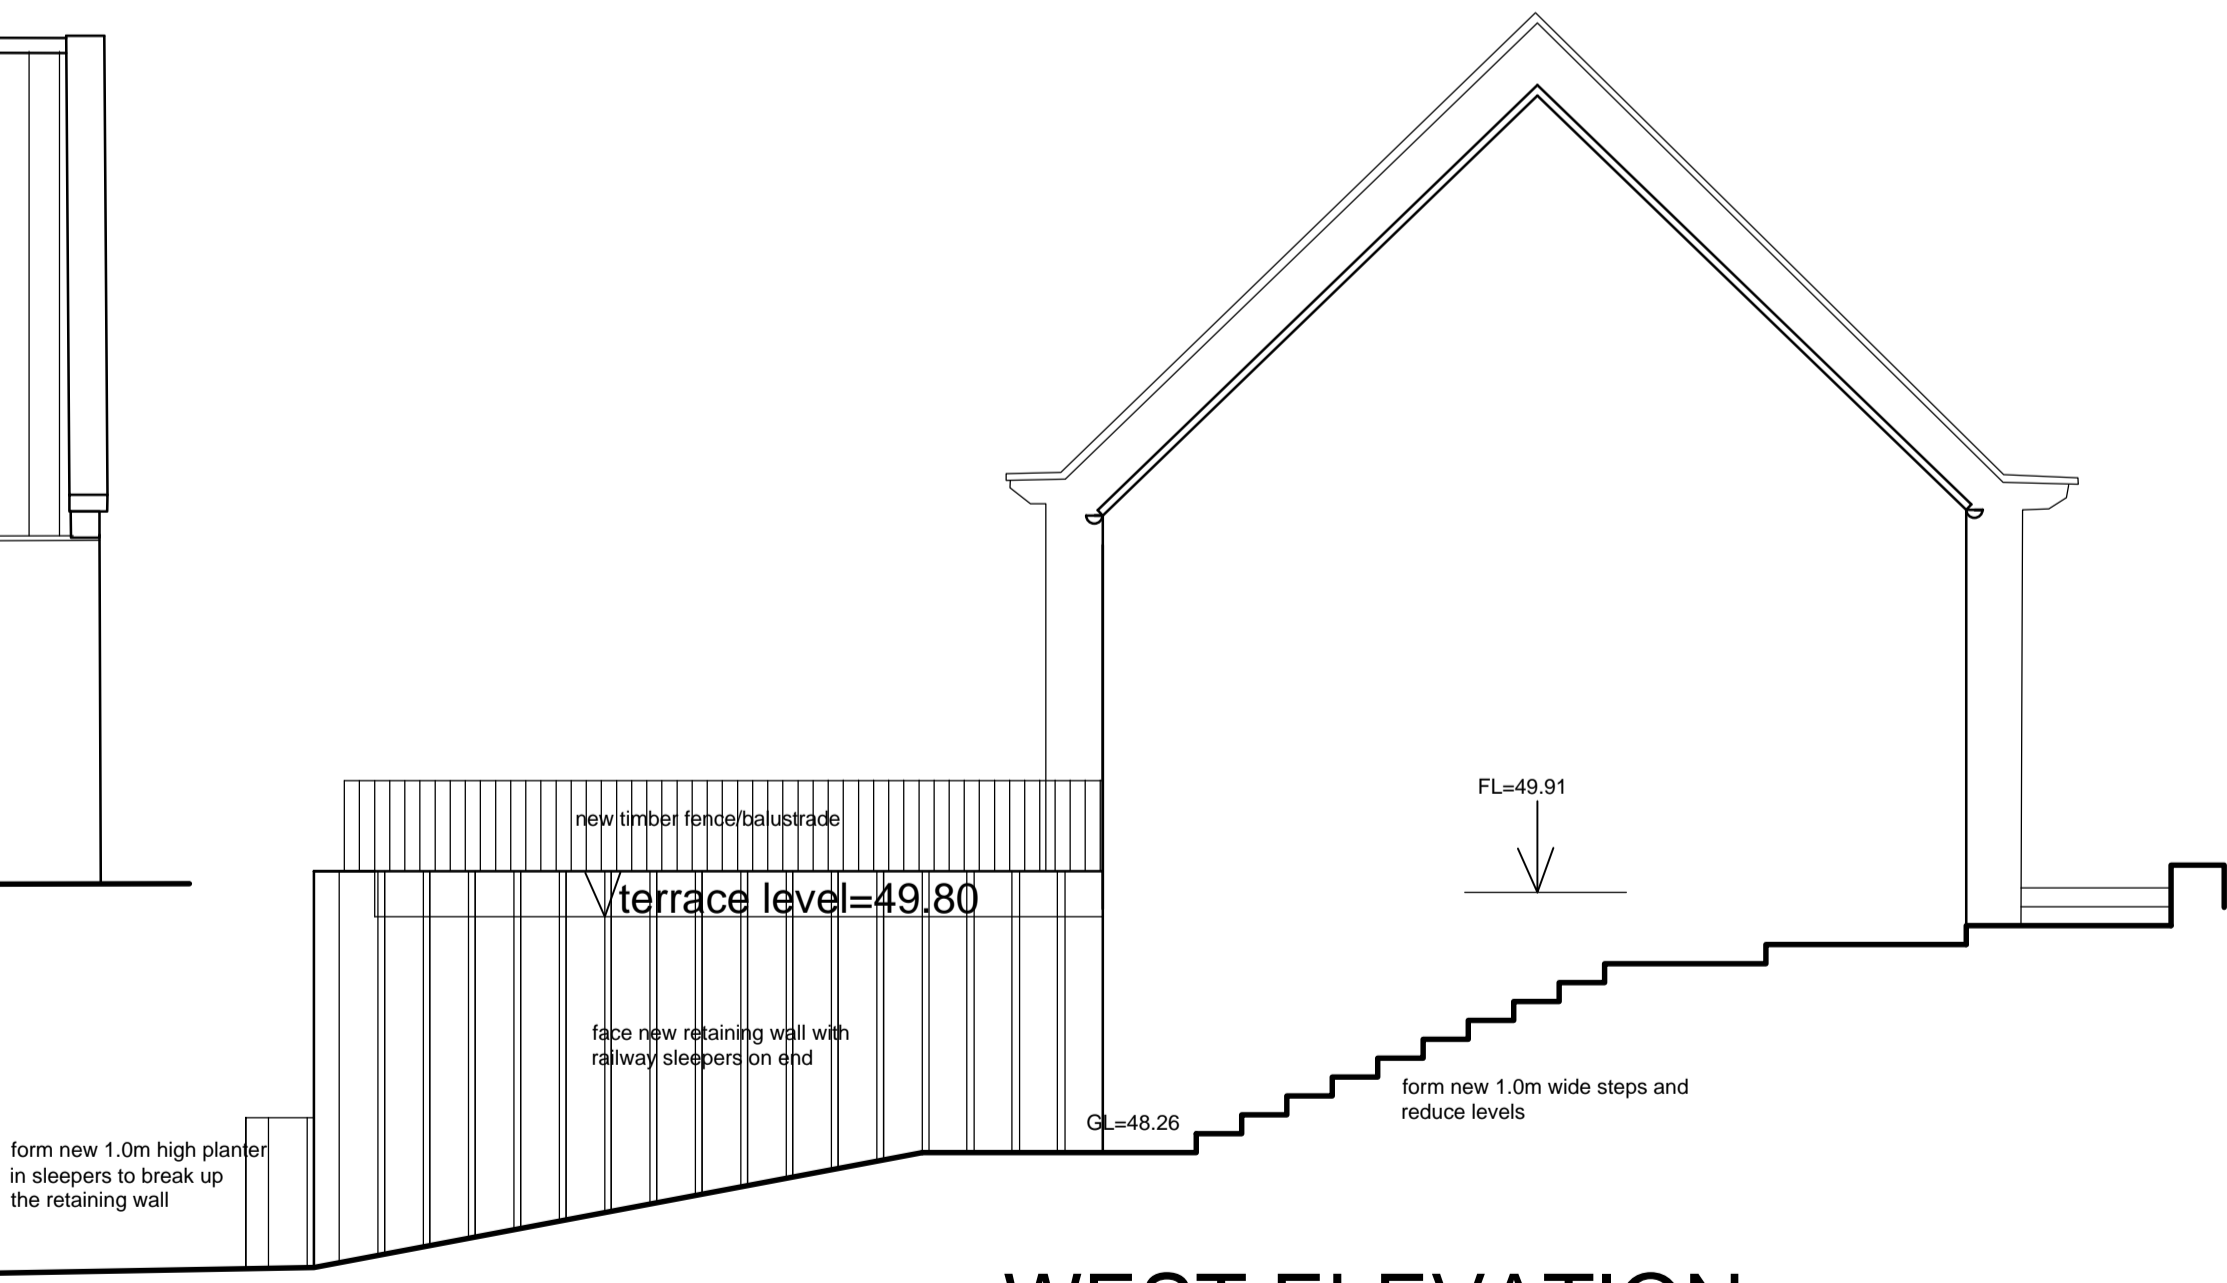 FL=49.91
new timber fence/balustrade
terrace level=49.80
face new retaining wall with
railway sleepers on end
form new 1.0m wide steps and
reduce levels
GL=48.26
form new 1.0m high planter
in sleepers to break up
the retaining wall
WEST ELEVATION